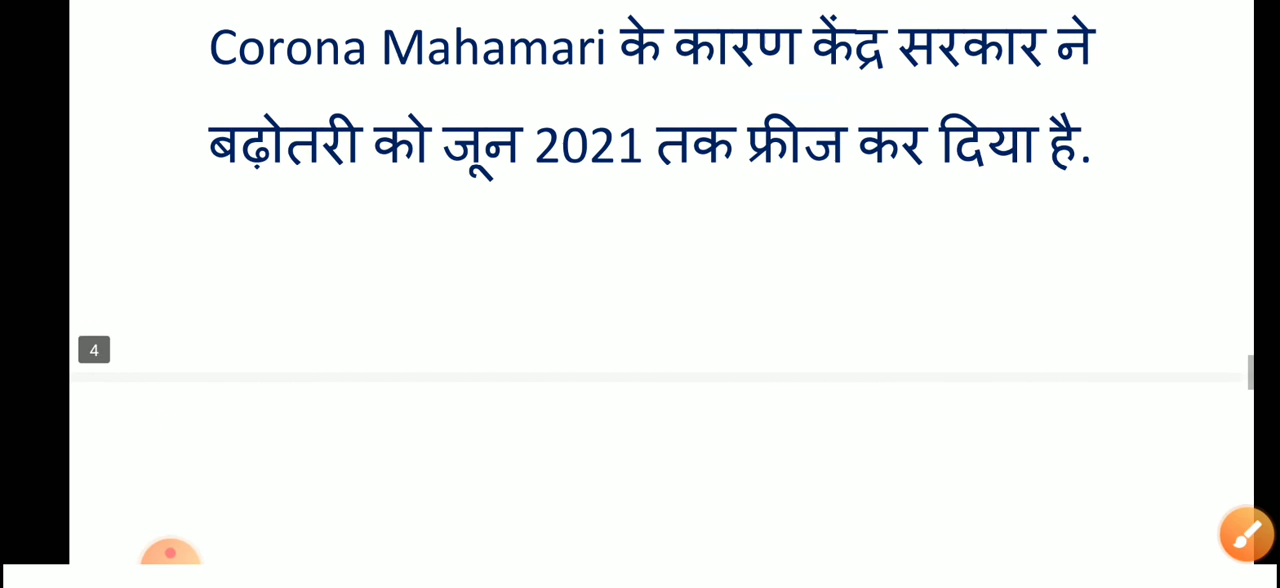 Corona Mahamari के कारण केंद्र सरकार ने
बढ़ोतरी को जून 2021 तक फ्रीज कर दिया है.
4